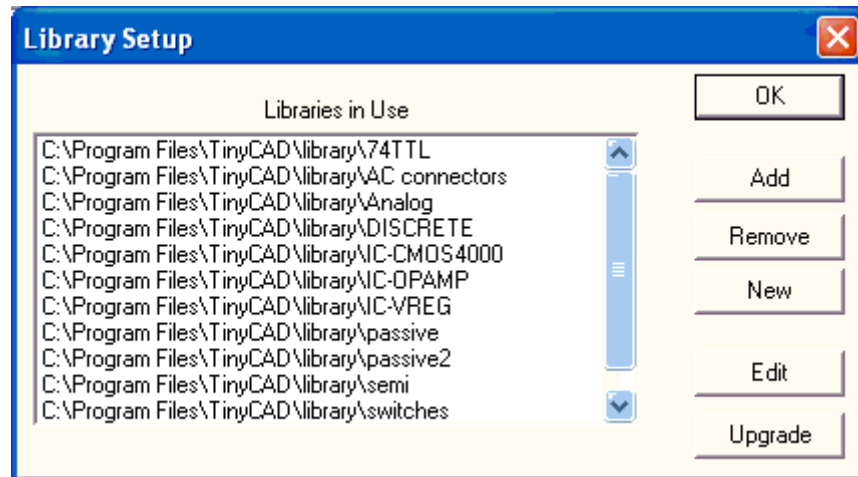 Library Setup
Libraries in Use
C:\Program Files\TinyCAD\library\74TTL
C:\Program Files\TinyCAD\library\AC connectors
C:\Program Files\TinyCAD\library\Analog
C:\Program Files\TinyCAD\library\DISCRETE
C:\Program Files\TinyCAD\library\IC-CMOS4000
C:\Program Files\TinyCAD\library\IC-OPAMP
C:\Program Files\TinyCAD\library\IC-VREG
C:\Program Files\TinyCAD\library\passive
C:\Program Files\TinyCAD\library\passive2
C:\Program Files\TinyCAD\library\semi
C:\Program Files\TinyCAD\library\switches
OK
Add
Remove
New
Edit
Upgrade